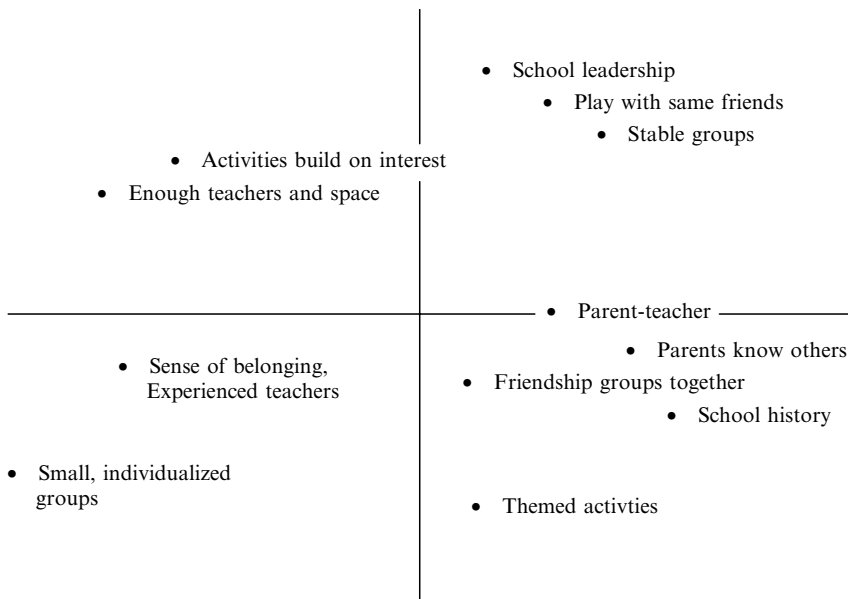 • School leadership
• Play with same friends
• Stable groups
• Activities build on interest
• Enough teachers and space
• Parent-teacher
• Parents know others
• Sense of belonging,
Experienced teachers
• Friendship groups together
• School history
• Small, individualized
groups
• Themed activties